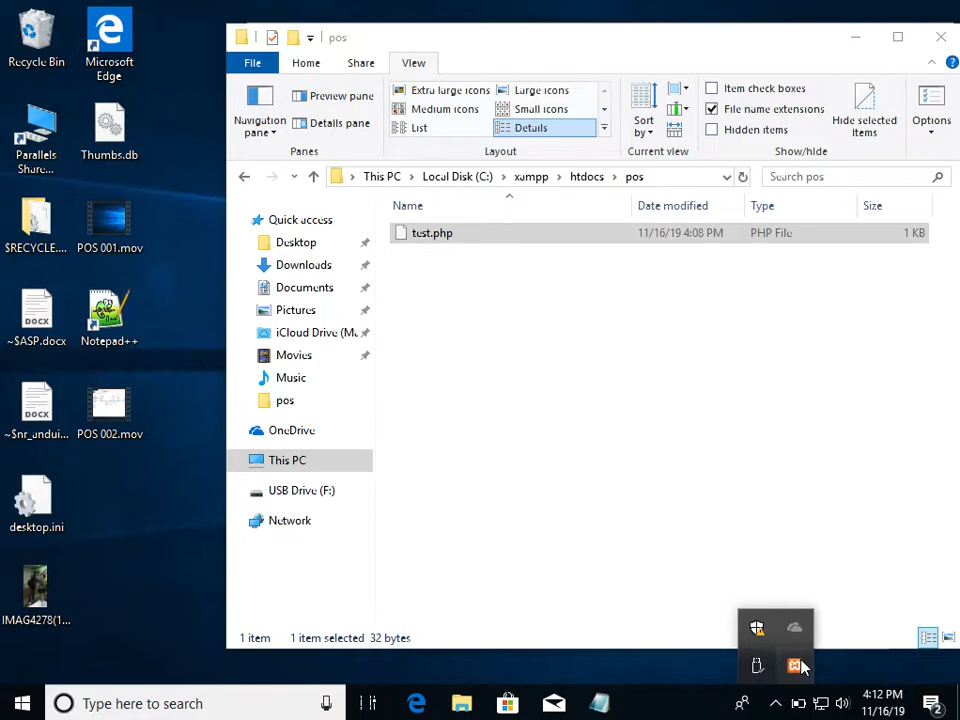 Recycle Bin
Microsoft
Edge
Parallels
Share...
Thumbs.db
$RECYCLE....
POS 001.mov
~$ASP.docx
Notepad++
~$nr_andui...
POS 002.mov
desktop.ini
IMAG4278(1...
pos
File
Home
Share
View
Navigation
pane
Preview pane
Details pane
Panes
Extra large icons
Large icons
Medium icons
Small icons
List
Details
Layout
Sort
by
Current view
Item check boxes
File name extensions
Hidden items
Hide selected
items
Show/hide
Options
This PC
Local Disk (C:)
xampp
htdocs
pos
Search pos
Name
Date modified
Type
Size
test.php
11/16/19 4:08 PM
PHP File
1 KB
Quick access
Desktop
Downloads
Documents
Pictures
iCloud Drive (Ma
Movies
Music
pos
OneDrive
This PC
USB Drive (F:)
Network
1 item
1 item selected 32 bytes
Type here to search
4:12 PM
11/16/19
2